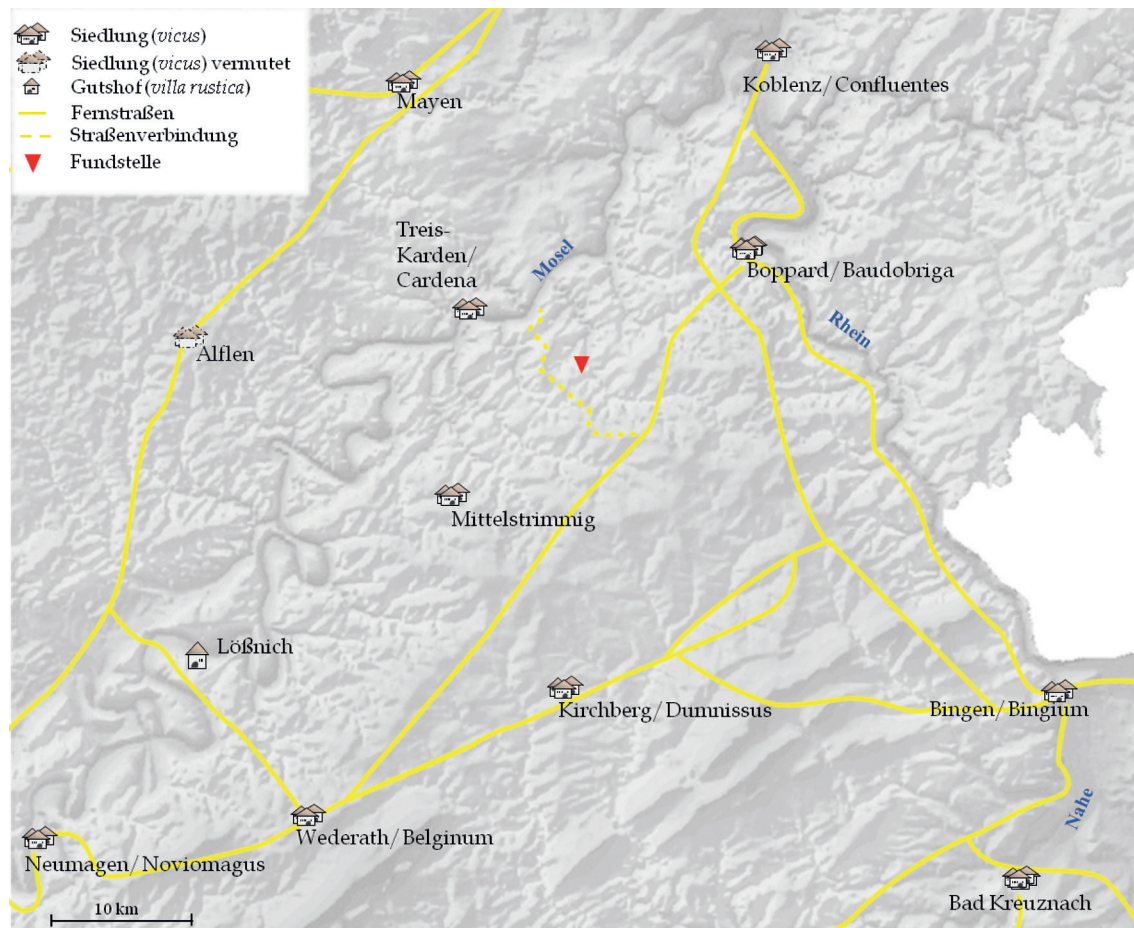 Siedlung (vicus)
Siedlung (vicus) vermutet
Gutshof (villa rustica)
Fernstraßen
Straßenverbindung
Fundstelle
Mayen
Koblenz/Confluentes
Treis-
Karden/
Cardena
Mosel
Boppard/Baudobriga
Rhein
Alflen
Mittelstrimmig
Lößnich
Kirchberg/Dumnissus
Bingen/Bingium
Wederath/Belginum
Nahe
Neumagen/Noviomagus
Bad Kreuznach
10 km